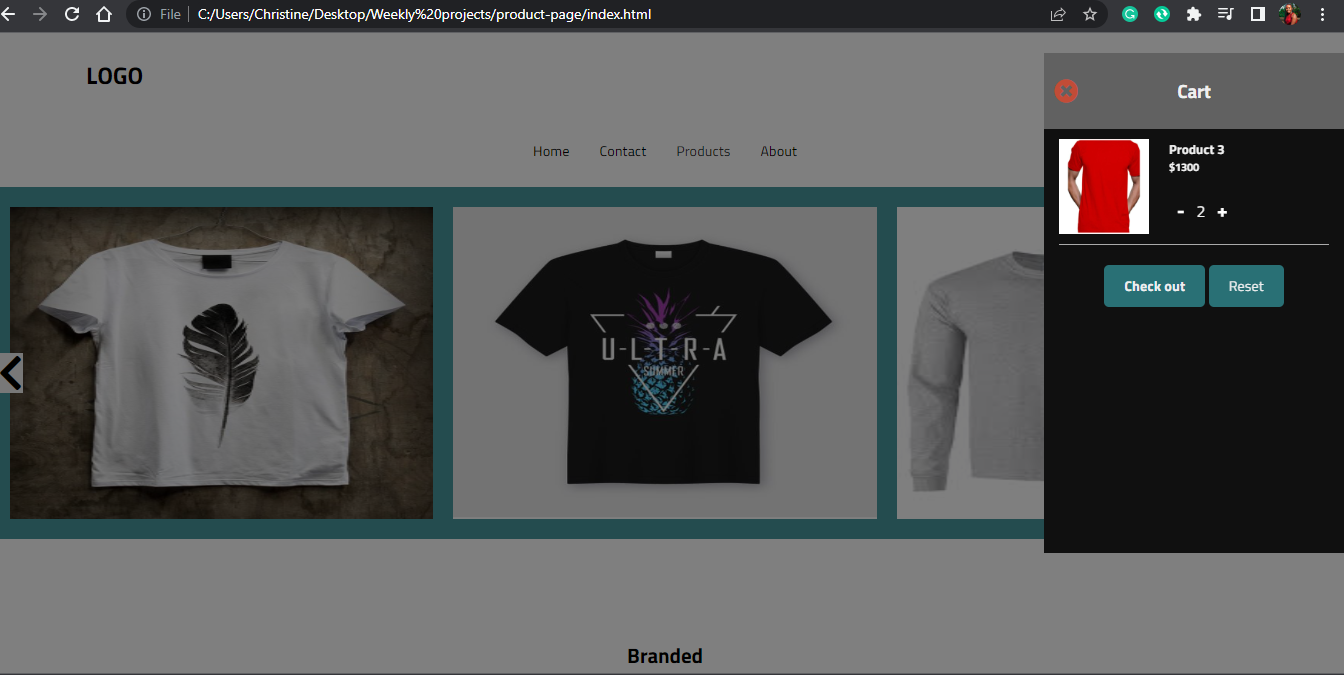 File C:/Users/Christine/Desktop/Weekly%20projects/product-page/index.html
LOGO
Cart
Home Contact Products About
Product 3
$1300
- 2 +
Check out Reset
U-L-T-R-A
SUMMER
Branded